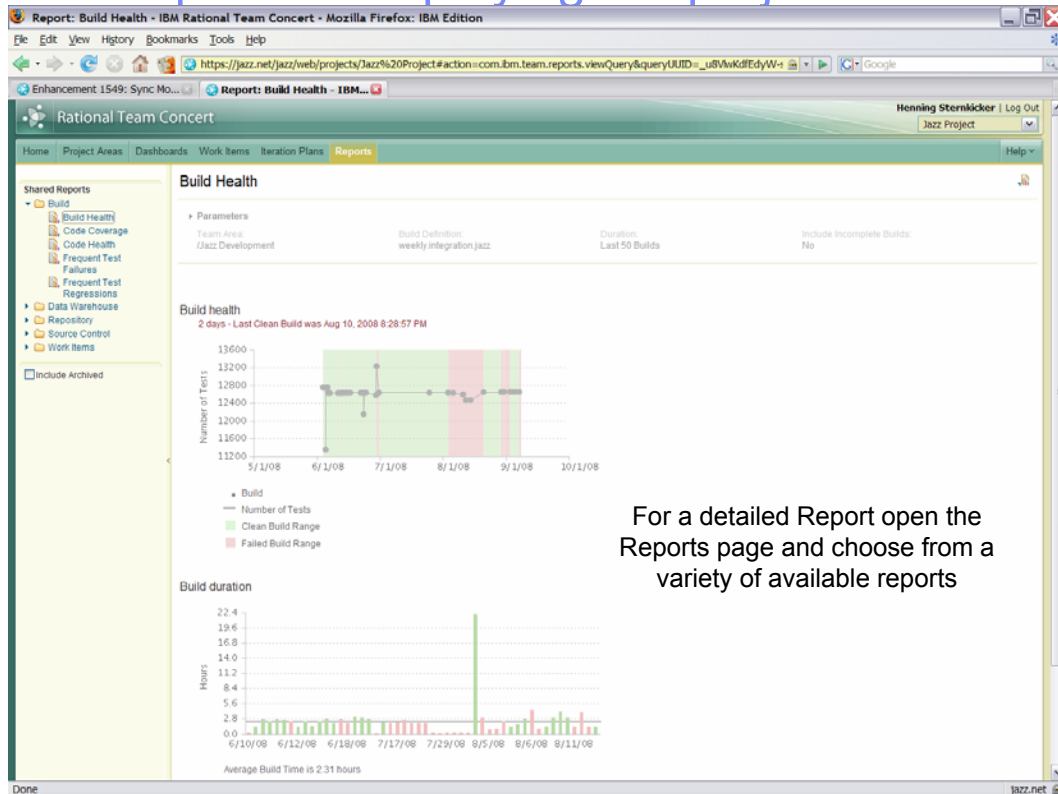 Report: Build Health - IBM Rational Team Concert - Mozilla Firefox: IBM Edition
File Edit View History Bookmarks Tools Help
https://jazz.net/jazz/web/projects/Jazz%20Project#action=com.ibm.team.reports.viewQuery&queryUUID=_u8VwKdfEdyW-
Google
Enhancement 1549: Sync Mo...
Report: Build Health - IBM...
Rational Team Concert
Henning Sternkicker | Log Out
Jazz Project
Home Project Areas Dashboards Work Items Iteration Plans Reports
Help
Shared Reports
Build
Build Health
Code Coverage
Code Health
Frequent Test
Failures
Frequent Test
Regressions
Data Warehouse
Repository
Source Control
Work Items
Include Archived
Build Health
Parameters
Team Area: Build Definition: Duration: Include Incomplete Builds:
/Jazz Development weekly.integration.jazz Last 50 Builds No
Build health
2 days - Last Clean Build was Aug 10, 2008 8:28:57 PM
Number of Tests
13600
13200
12800
12400
12000
11600
11200
5/1/08 6/1/08 7/1/08 8/1/08 9/1/08 10/1/08
Build
Number of Tests
Clean Build Range
Failed Build Range
For a detailed Report open the
Reports page and choose from a
variety of available reports
Build duration
Hours
22.4
19.6
16.8
14.0
11.2
8.4
5.6
2.8
0.0
6/10/08 6/12/08 6/18/08 7/17/08 7/29/08 8/5/08 8/6/08 8/11/08
Average Build Time is 2.31 hours
Done
jazz.net